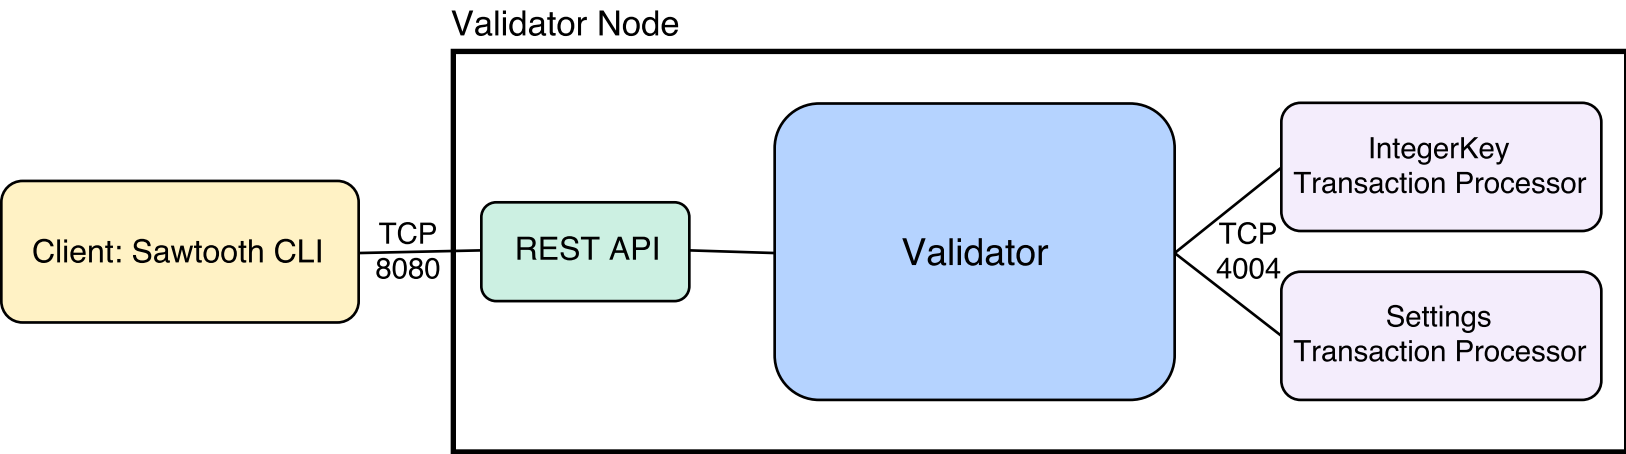 Validator Node
Client: Sawtooth CLI
TCP
8080
REST API
Validator
TCP
4004
IntegerKey
Transaction Processor
Settings
Transaction Processor